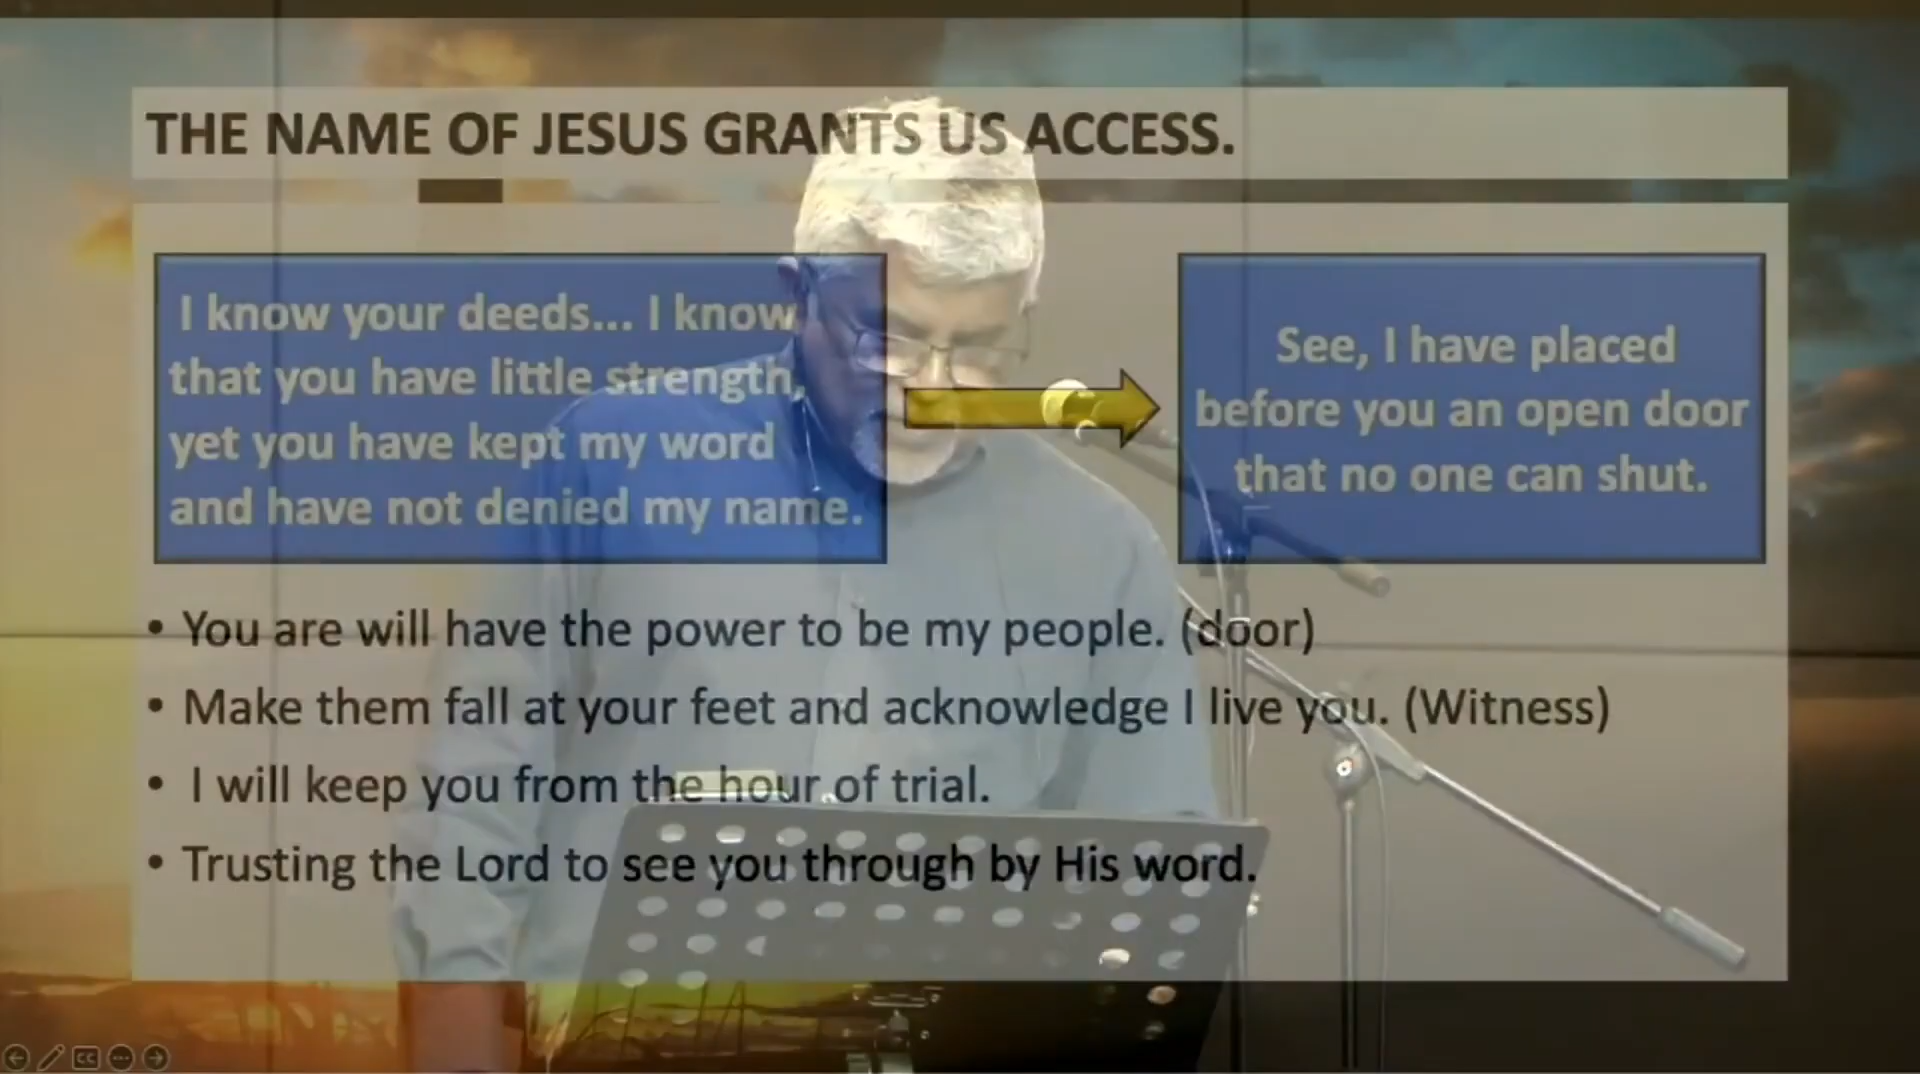 THE NAME OF JESUS GRANTS US ACCESS.
I know your deeds... I know
that you have little strength,
yet you have kept my word
and have not denied my name.
See, I have placed
before you an open door
that no one can shut.
• You are will have the power to be my people. (door)
• Make them fall at your feet and acknowledge I live you. (Witness)
• I will keep you from the hour of trial.
• Trusting the Lord to see you through by His word.
CC